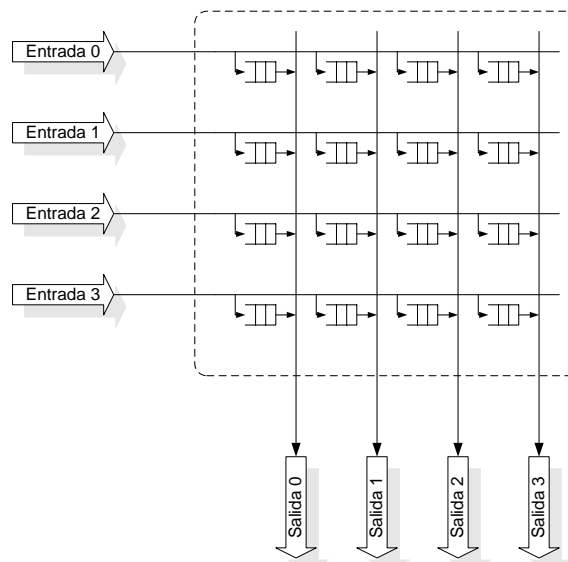 Entrada 0
Entrada 1
Entrada 2
Entrada 3
Salida 0
Salida 1
Salida 2
Salida 3